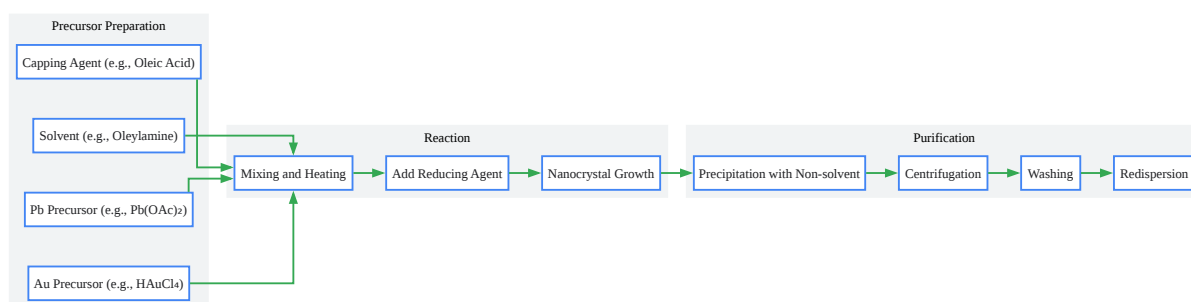 Precursor Preparation
Capping Agent (e.g., Oleic Acid)
Solvent (e.g., Oleylamine)
Pb Precursor (e.g., Pb(OAc)₂)
Au Precursor (e.g., HAuCl₄)
Reaction
Mixing and Heating
Add Reducing Agent
Nanocrystal Growth
Purification
Precipitation with Non-solvent
Centrifugation
Washing
Redispersion